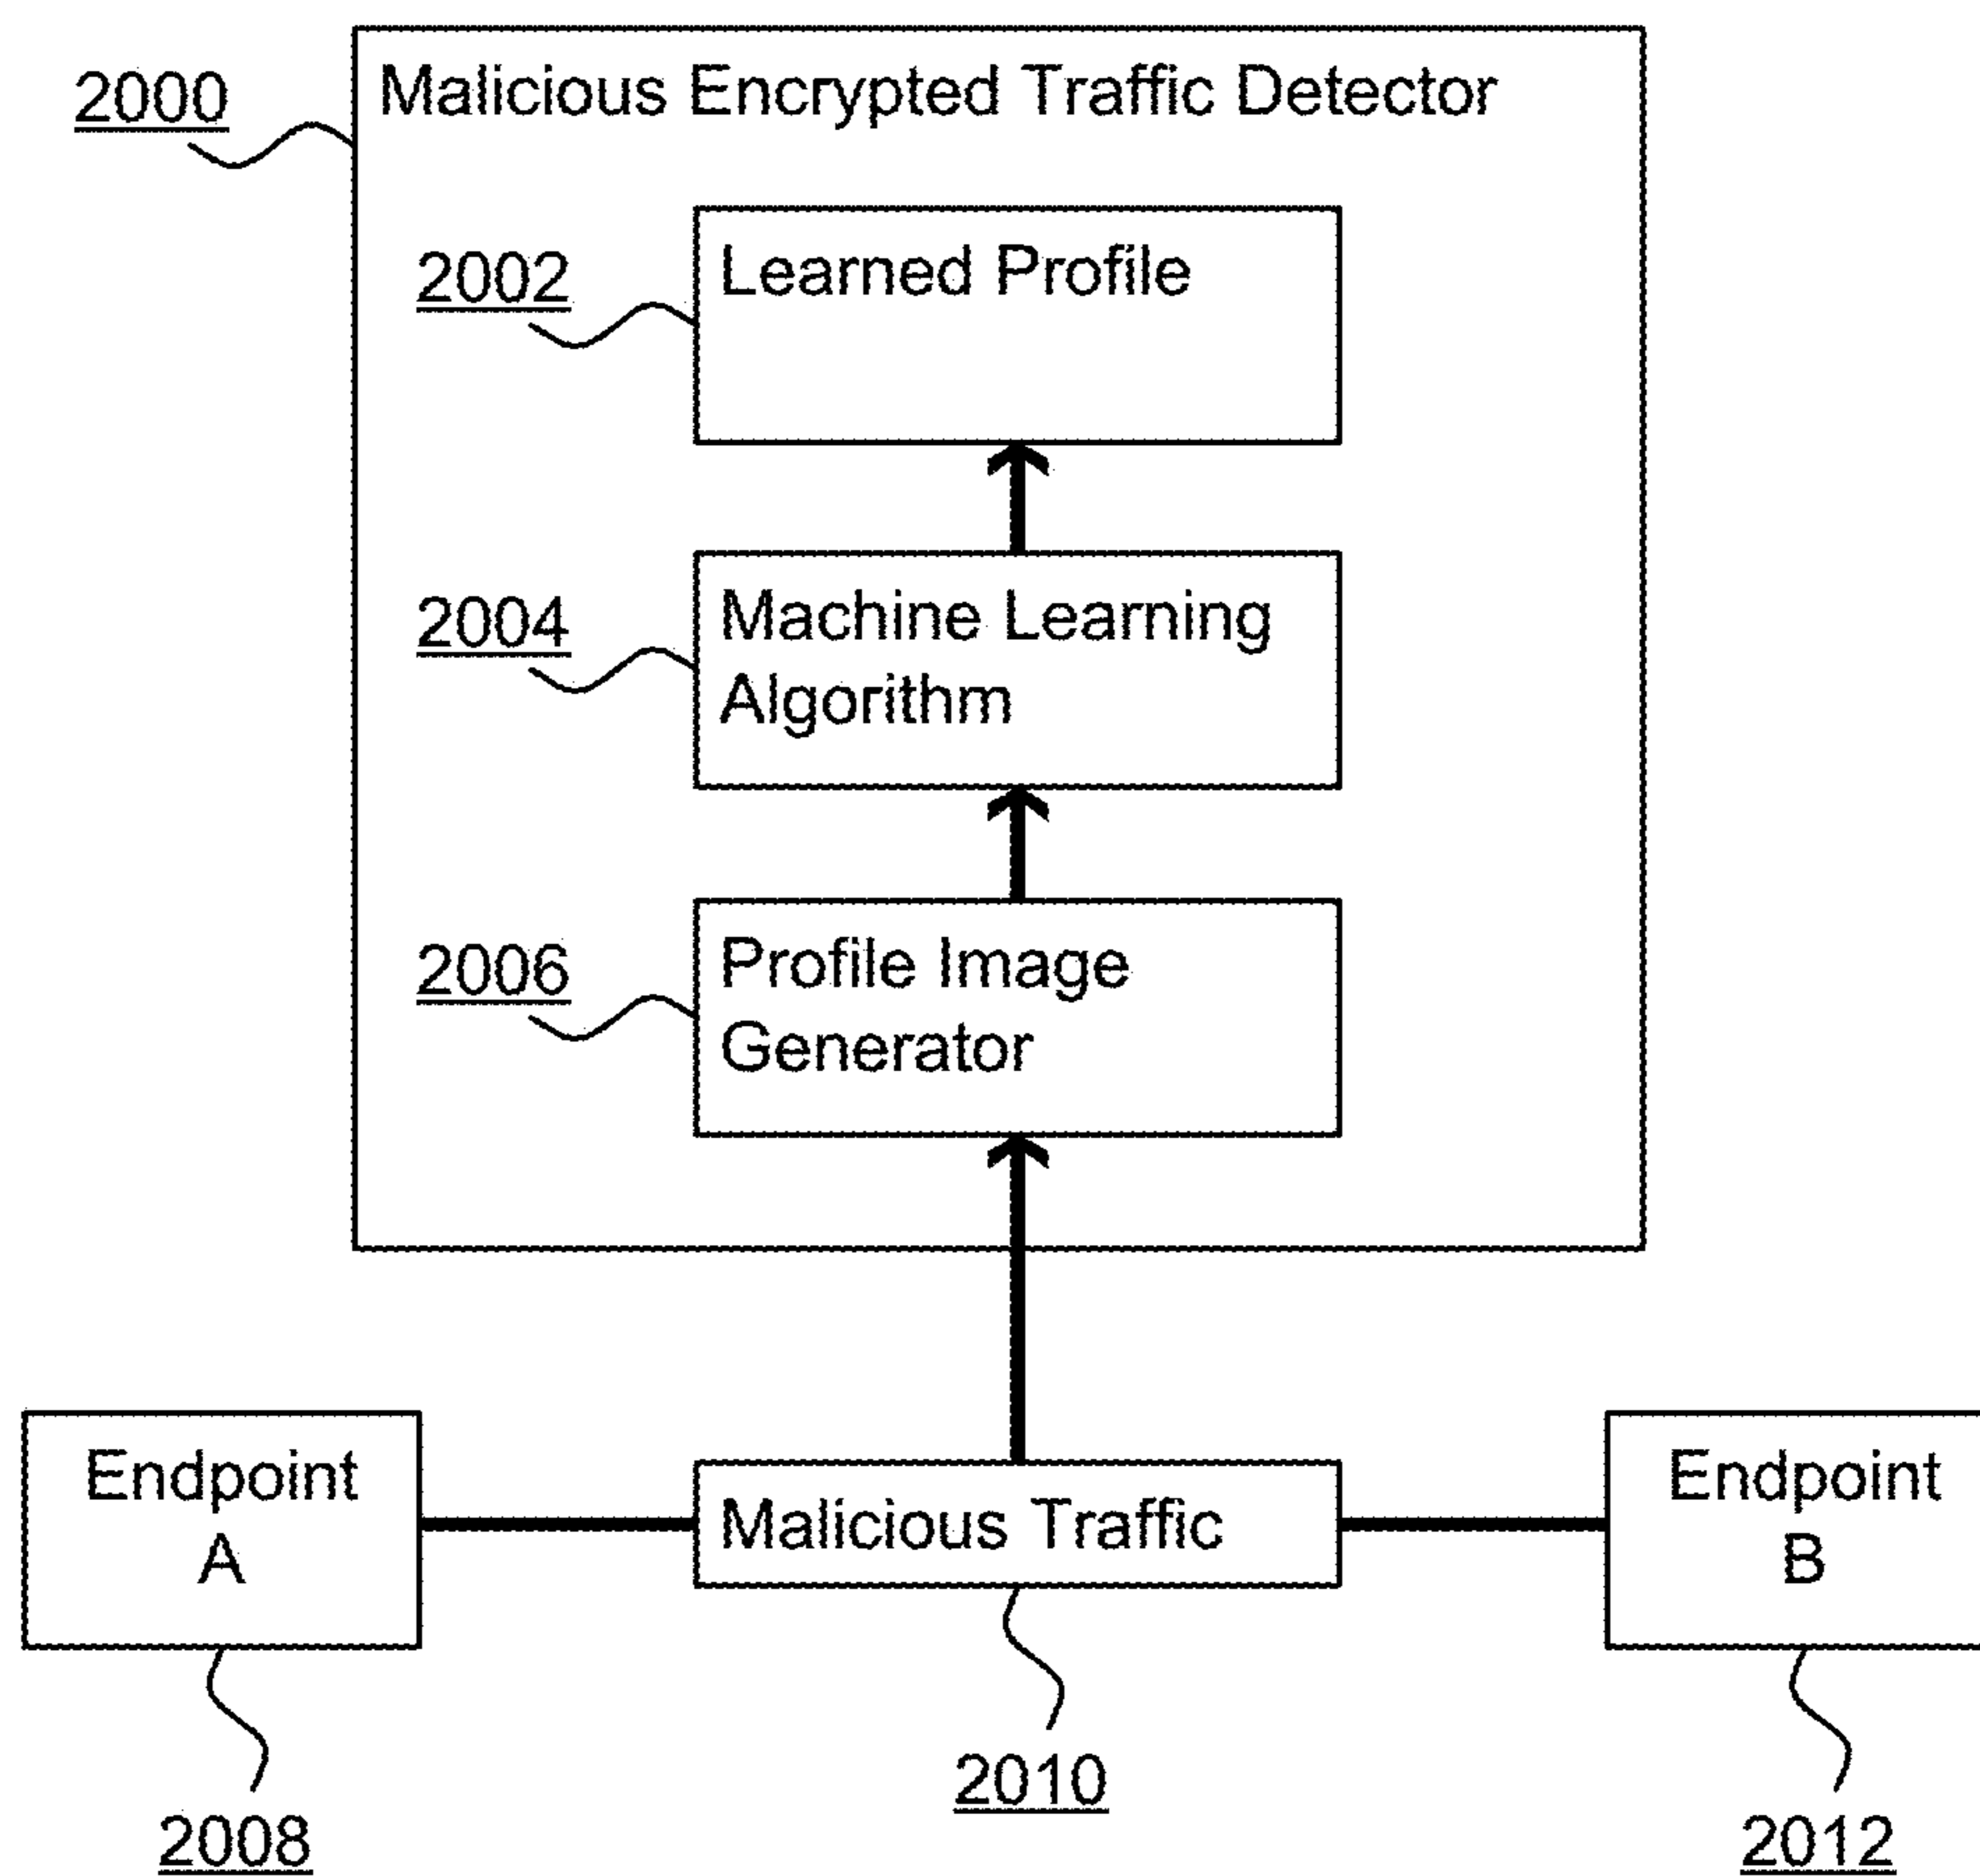 2000
Malicious Encrypted Traffic Detector
2002
Learned Profile
2004
Machine Learning
Algorithm
2006
Profile Image
Generator
Endpoint
A
Malicious Traffic
Endpoint
B
2010
2008
2012